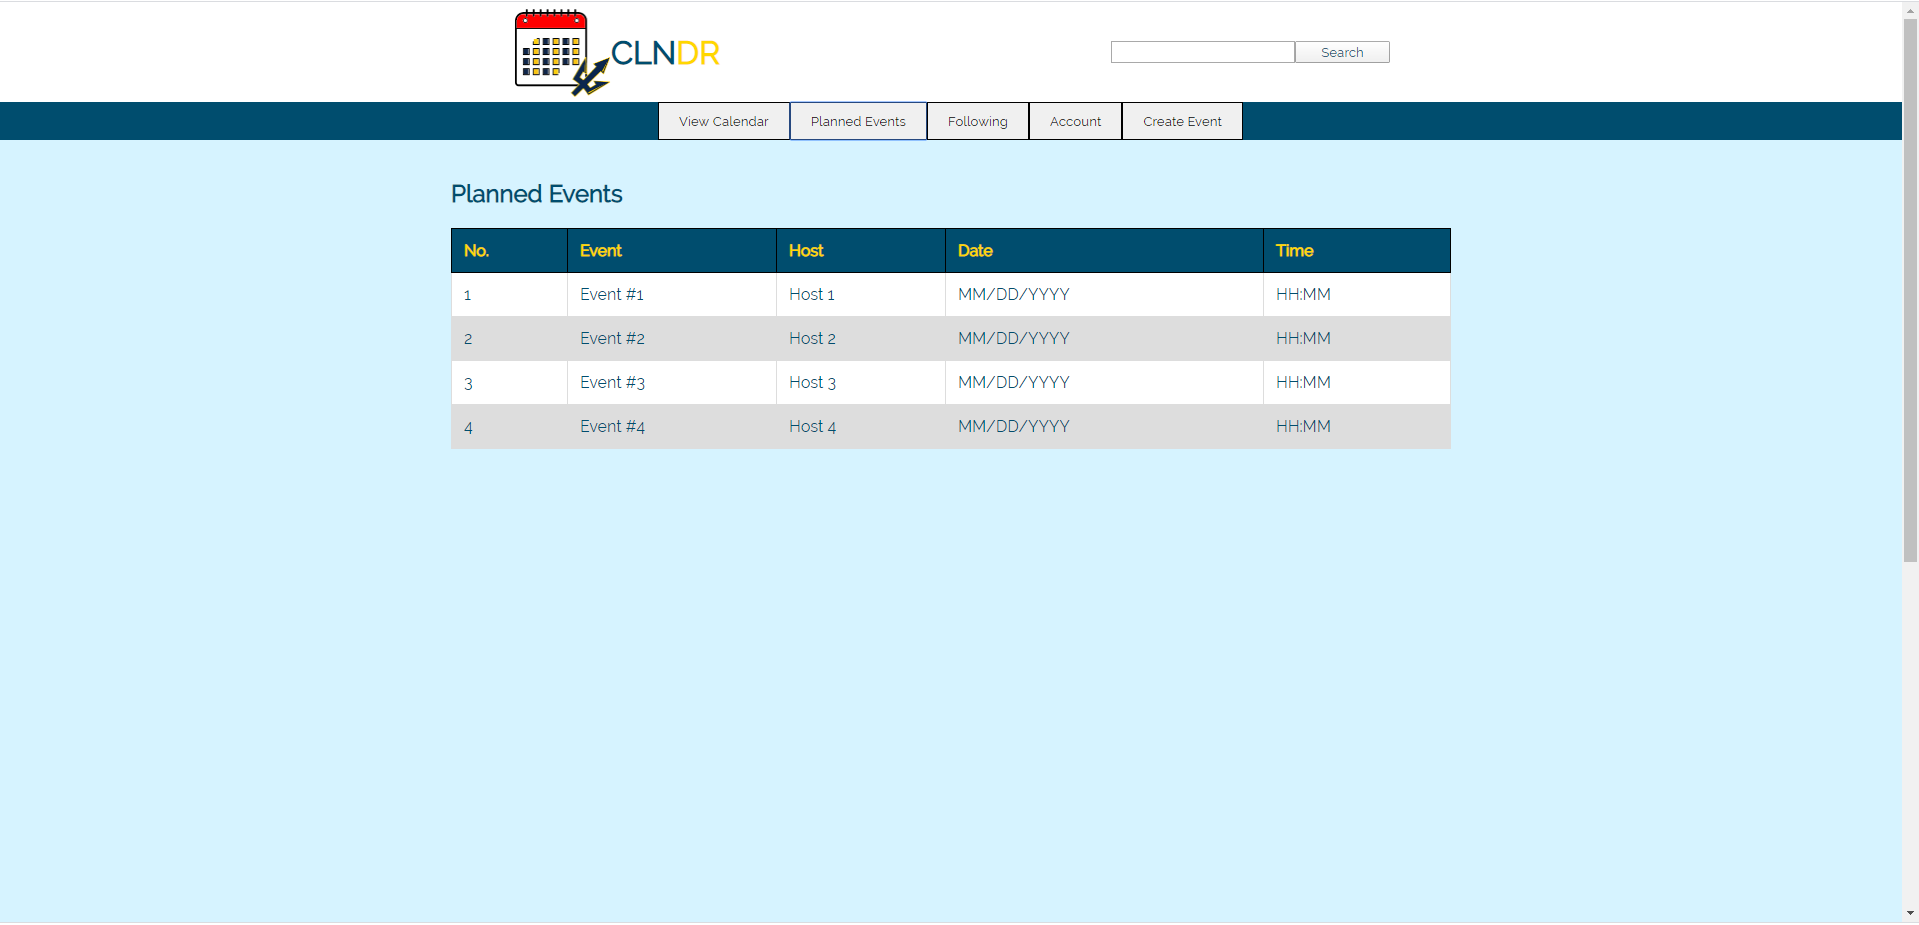 CLNDR
Search
View Calendar Planned Events Following Account Create Event
Planned Events
No. Event Host Date Time
1 Event #1 Host 1 MM/DD/YYYY HH:MM
2 Event #2 Host 2 MM/DD/YYYY HH:MM
3 Event #3 Host 3 MM/DD/YYYY HH:MM
4 Event #4 Host 4 MM/DD/YYYY HH:MM